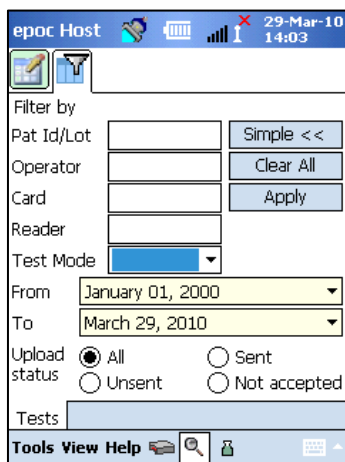 epoc Host 29-Mar-10
14:03
Filter by
Pat Id/Lot Simple <<
Operator Clear All
Card Apply
Reader
Test Mode
From January 01, 2000
To March 29, 2010
Upload status All Sent
Unsent Not accepted
Tests
Tools View Help